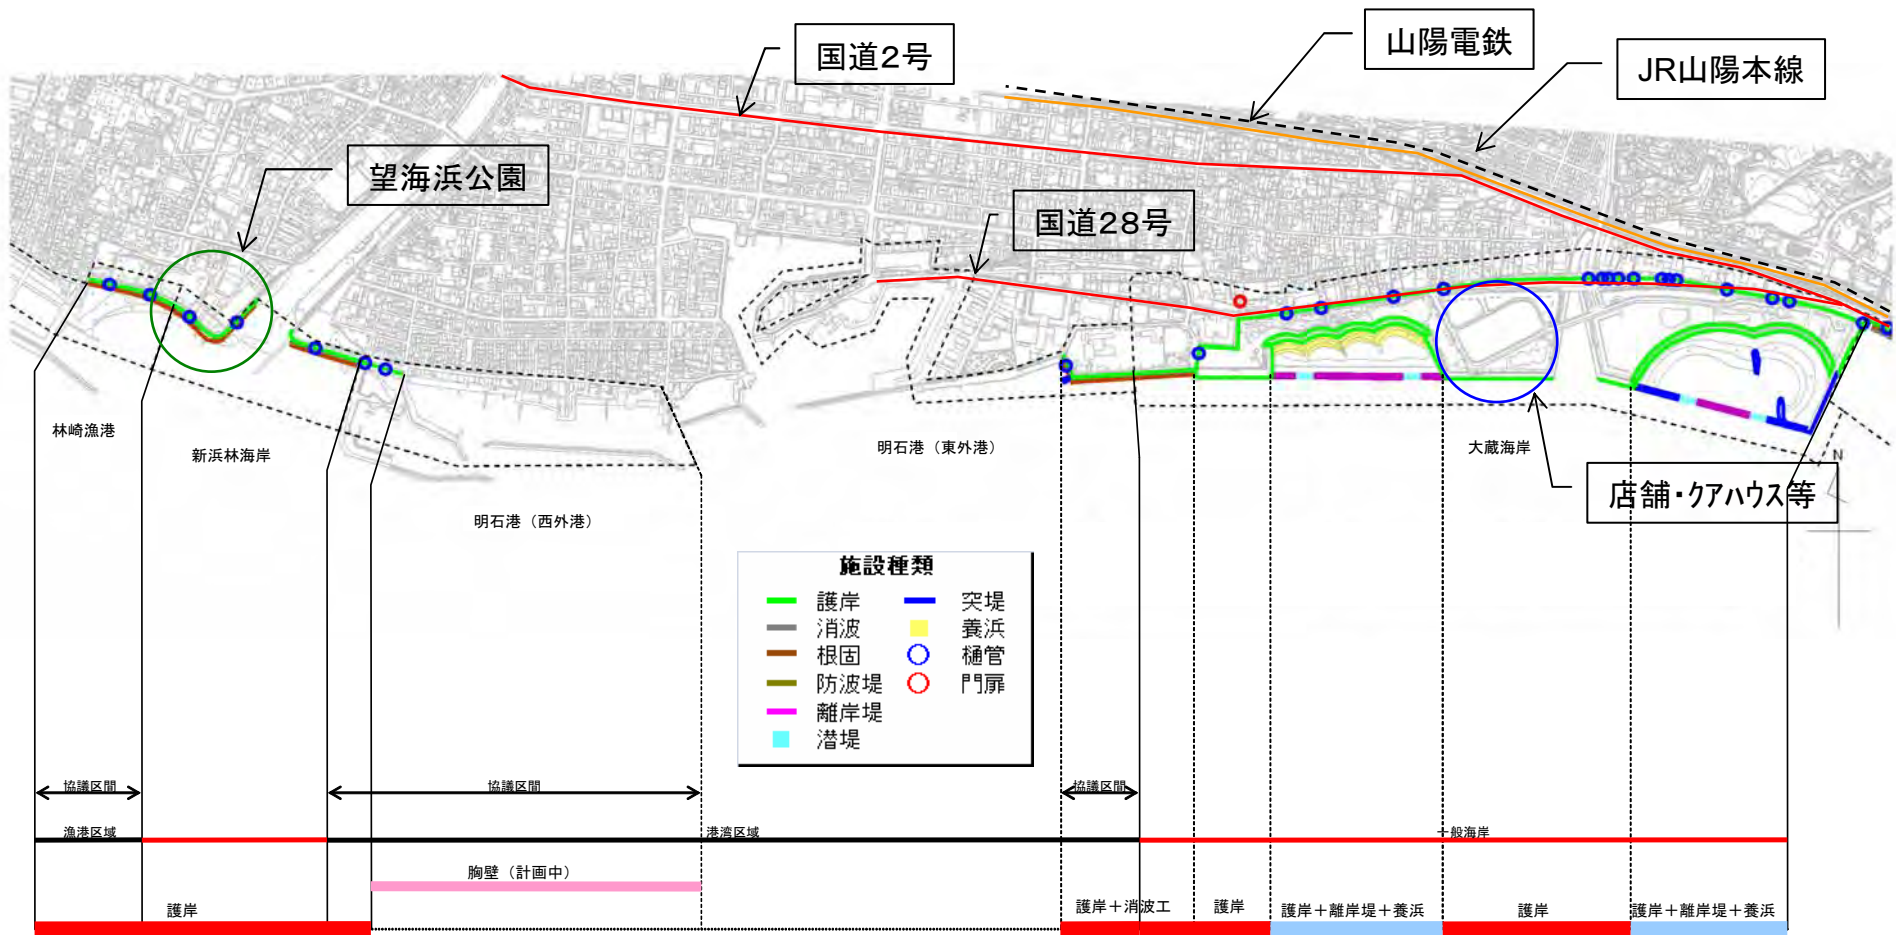 国道2号
山陽電鉄
JR山陽本線
望海浜公園
国道28号
林崎漁港
新浜林海岸
明石港（西外港）
明石港（東外港）
大蔵海岸
N
店舗・クアハウス等
施設種類
護岸
突堤
消波
養浜
根固
樋管
防波堤
門扉
離岸堤
潜堤
協議区間
協議区間
協議区間
漁港区域
港湾区域
一般海岸
胸壁（計画中）
護岸
護岸＋消波工
護岸
護岸＋離岸堤＋養浜
護岸
護岸＋離岸堤＋養浜